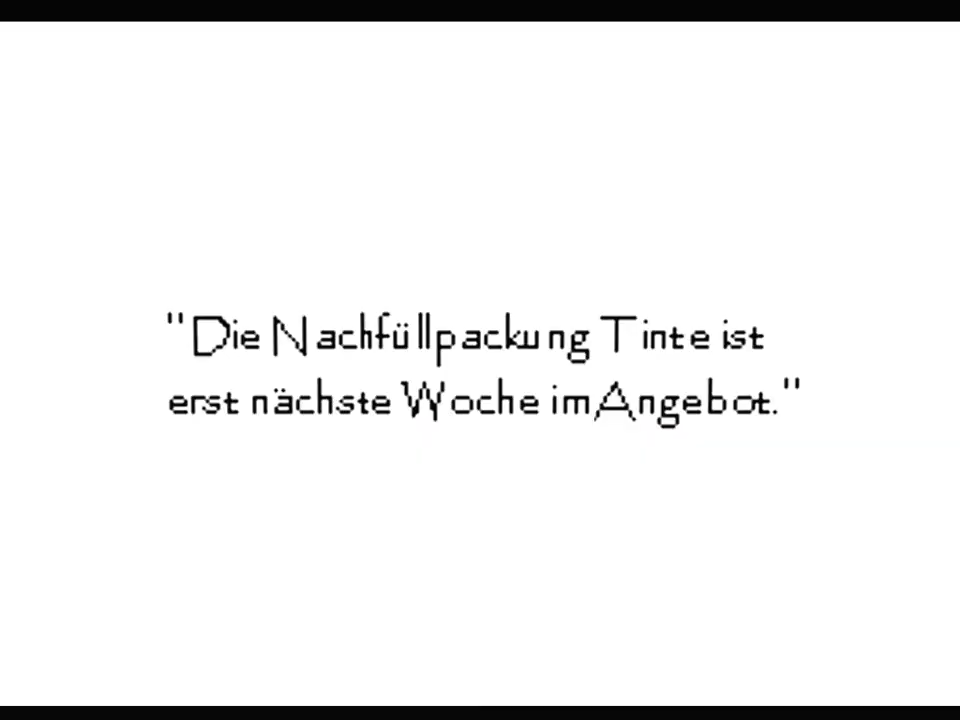 "Die Nachfüllpackung Tinte ist
erst nächste Woche im Angebot."